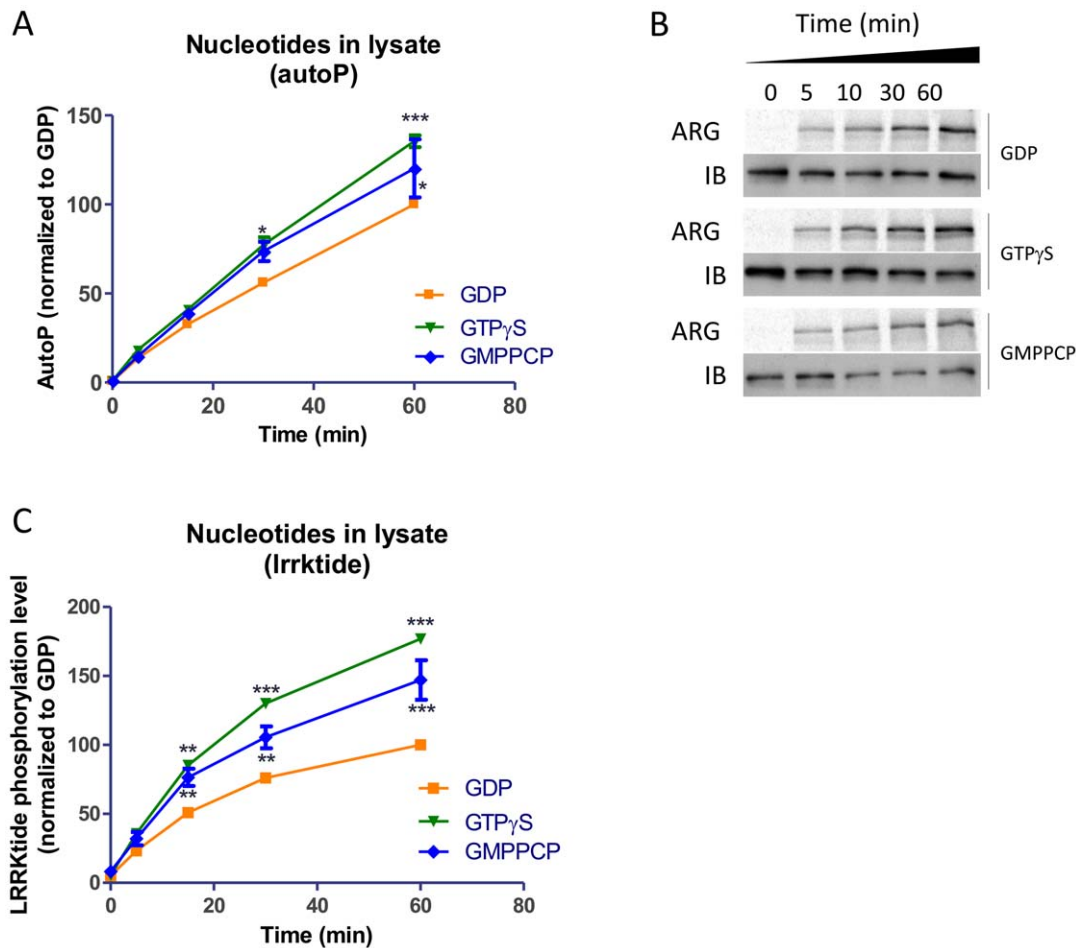 A
Nucleotides in lysate
(autoP)
AutoP (normalized to GDP)
150
100
50
0
0 20 40 60 80
Time (min)
***
*
*
GDP
GTPγS
GMPPCP
B
Time (min)
0 5 10 30 60
ARG
IB
GDP
ARG
IB
GTPγS
ARG
IB
GMPPCP
C
Nucleotides in lysate
(lrrktide)
LRRKtide phosphorylation level
(normalized to GDP)
200
150
100
50
0
0 20 40 60 80
Time (min)
***
***
**
***
**
**
GDP
GTPγS
GMPPCP